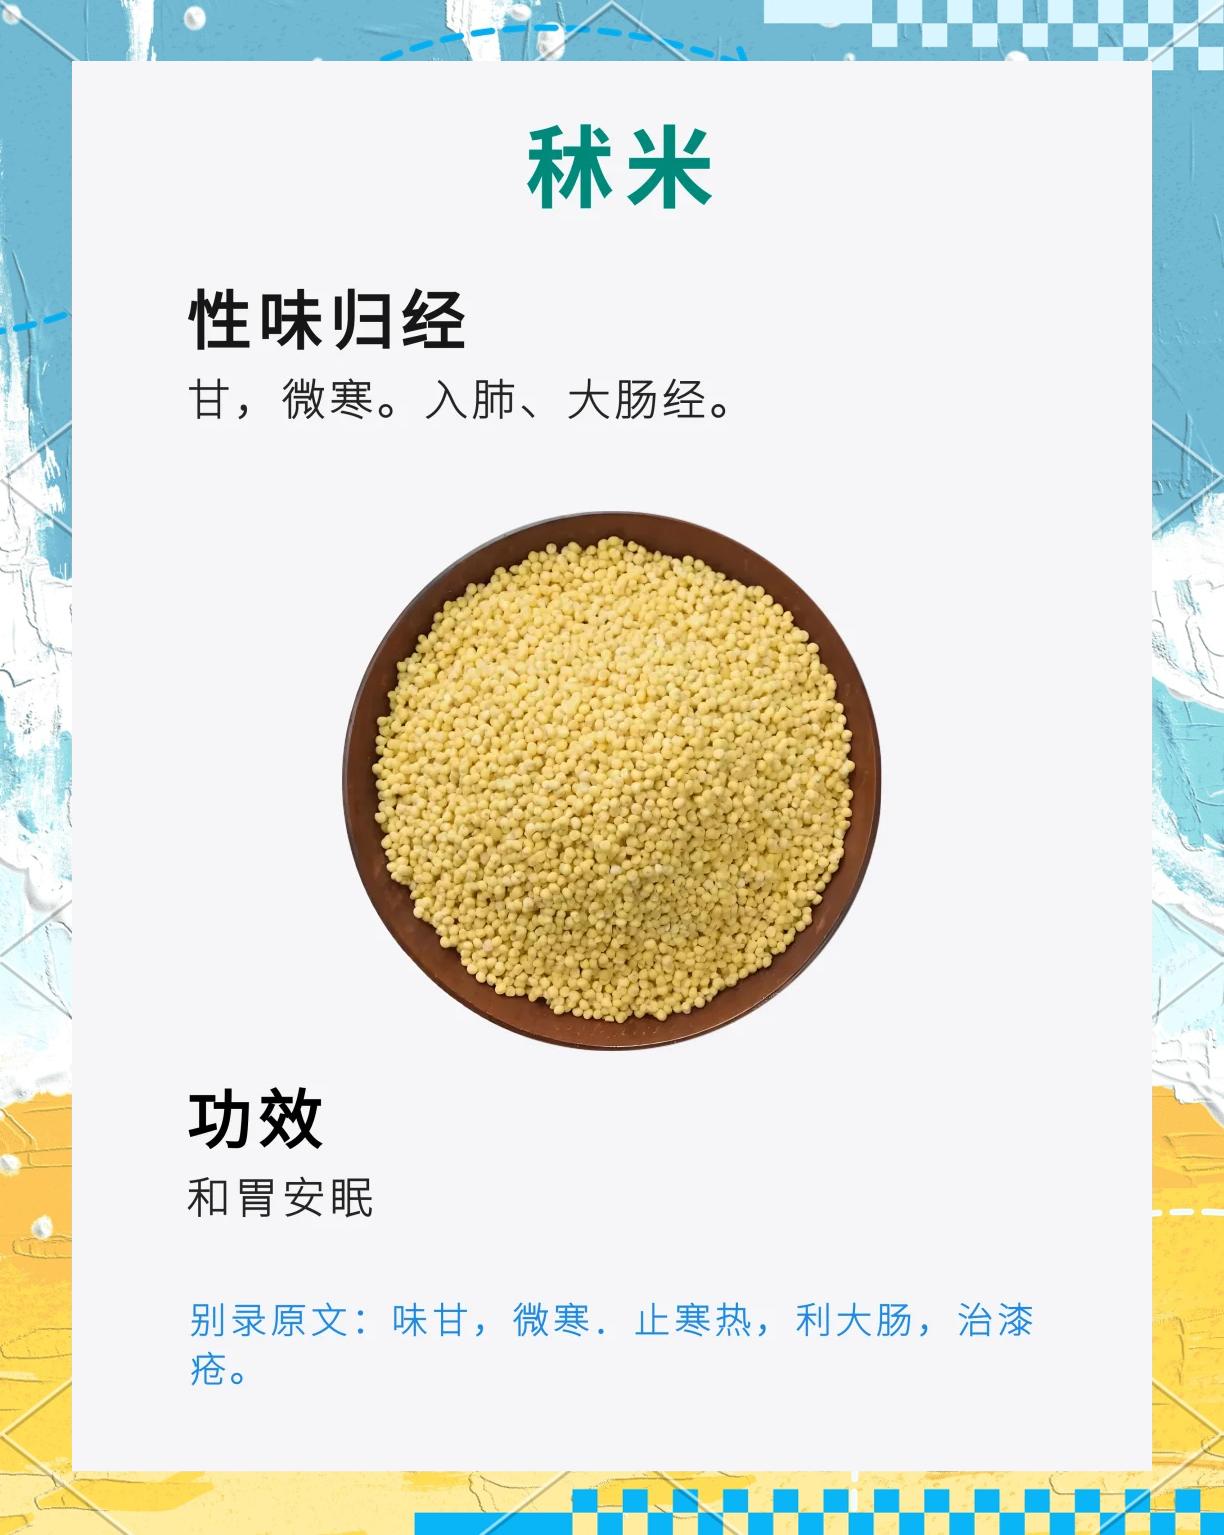 秫米
性味归经
甘，微寒。入肺、大肠经。
功效
和胃安眠
别录原文：味甘，微寒．止寒热，利大肠，治漆
疮。